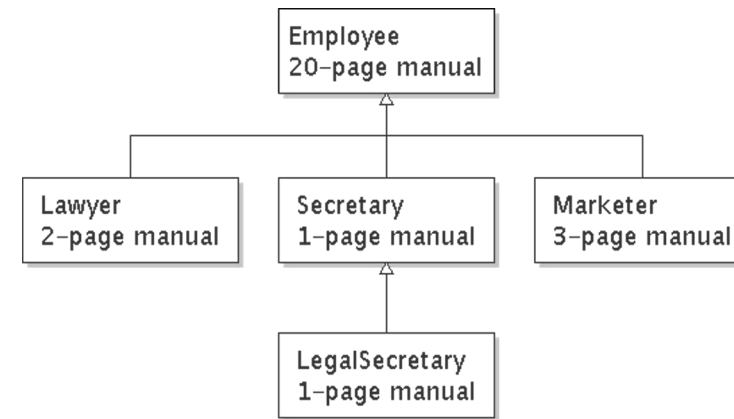 Employee
20-page manual
Lawyer
2-page manual
Secretary
1-page manual
Marketer
3-page manual
LegalSecretary
1-page manual